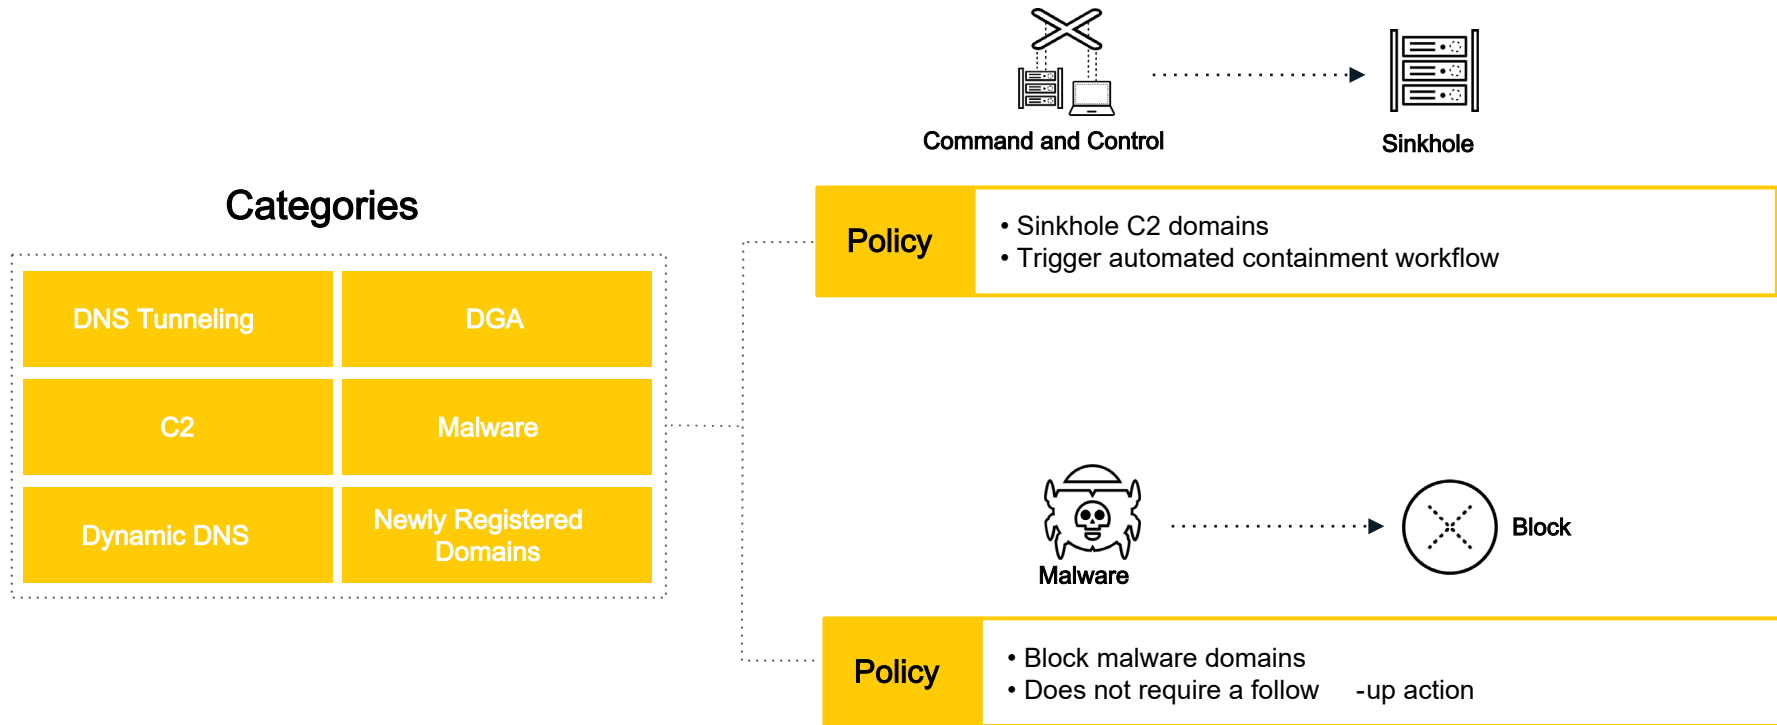 Categories
DNS Tunneling
DGA
C2
Malware
Dynamic DNS
Newly Registered
Domains
Command and Control
Sinkhole
Policy
• Sinkhole C2 domains
• Trigger automated containment workflow
Malware
Block
Policy
• Block malware domains
• Does not require a follow -up action